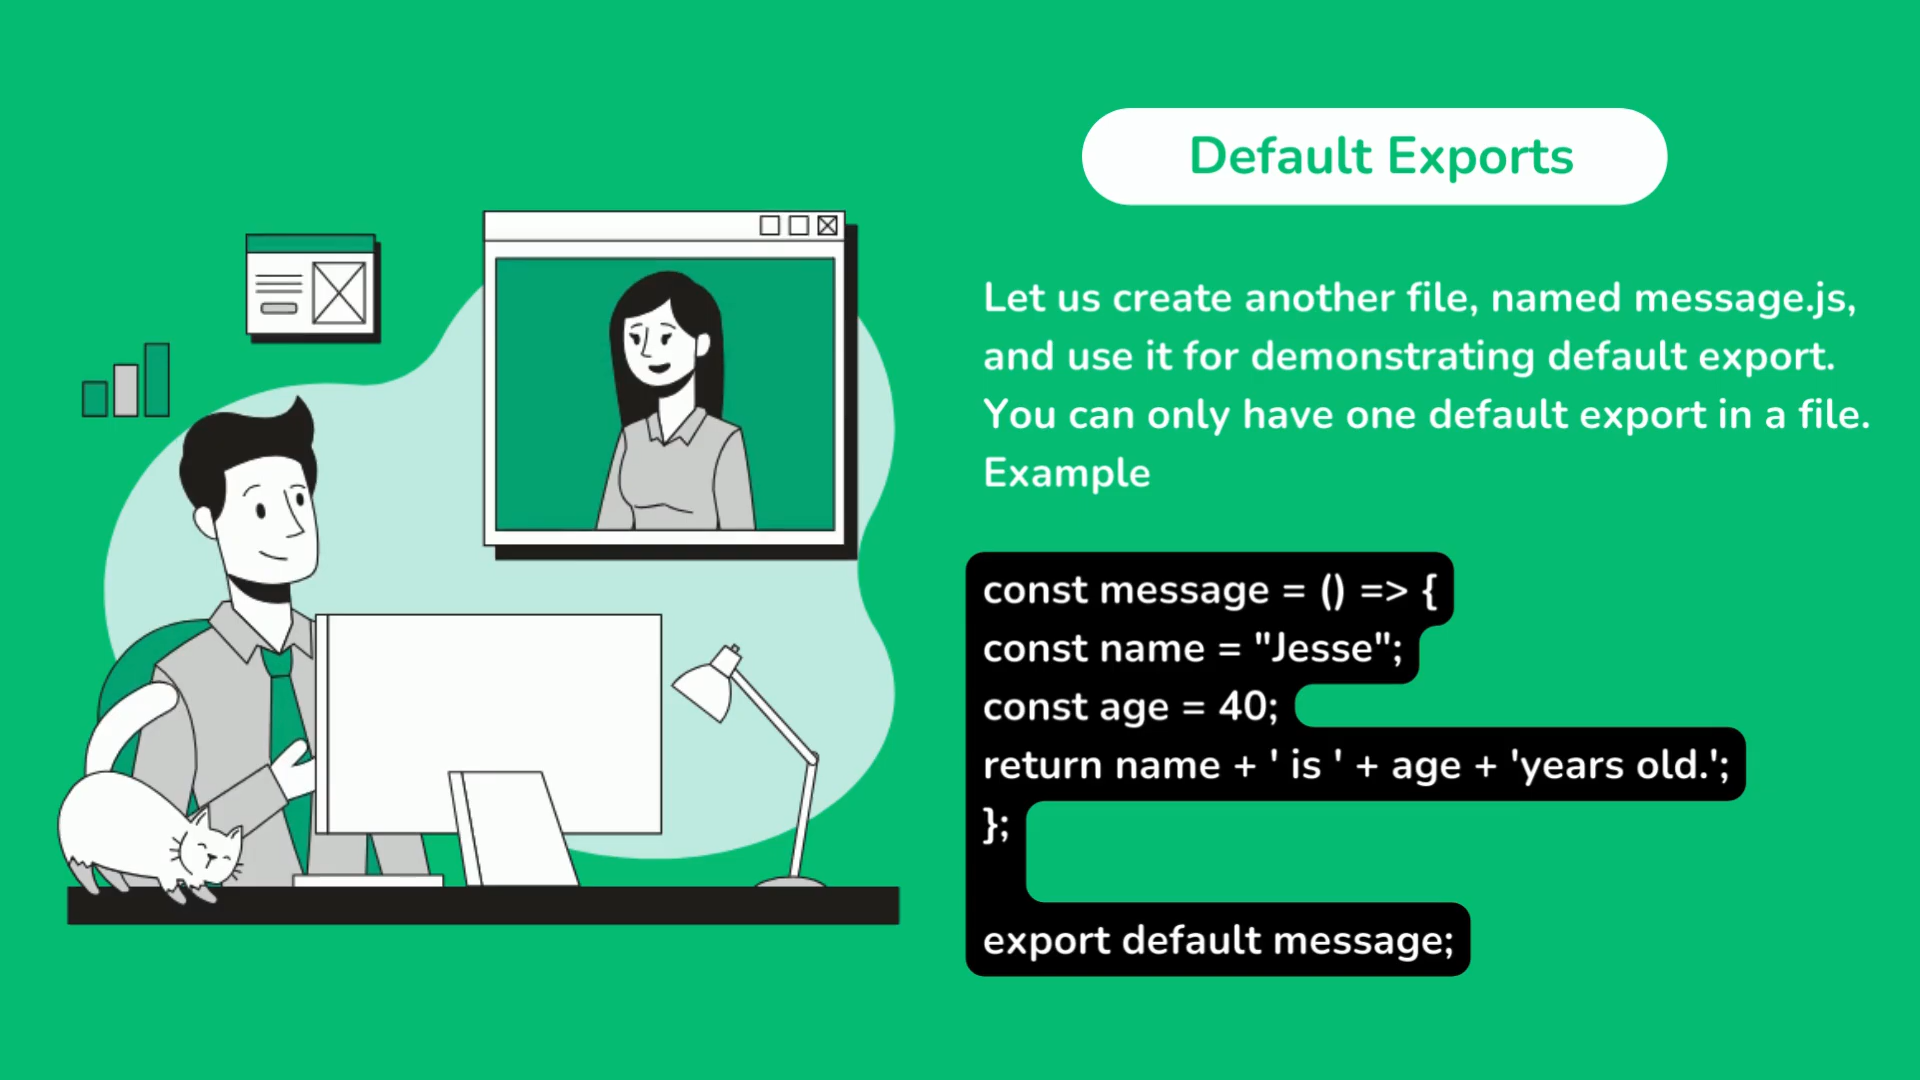 Default Exports
Let us create another file, named message.js,
and use it for demonstrating default export.
You can only have one default export in a file.
Example
const message = () => {
const name = "Jesse";
const age = 40;
return name + ' is ' + age + 'years old.';
};
export default message;